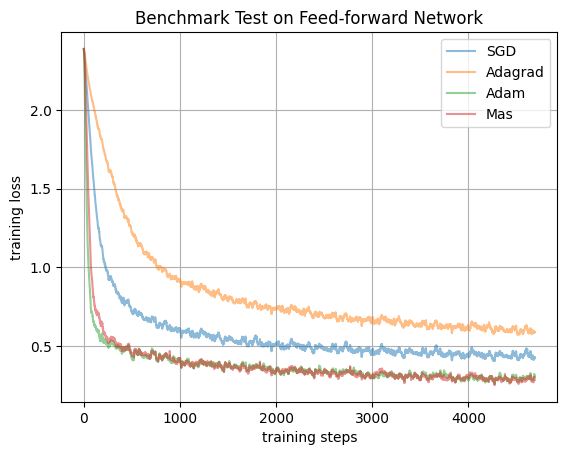 Benchmark Test on Feed-forward Network
SGD
Adagrad
Adam
Mas
training loss
2.0
1.5
1.0
0.5
0
1000
2000
3000
4000
training steps